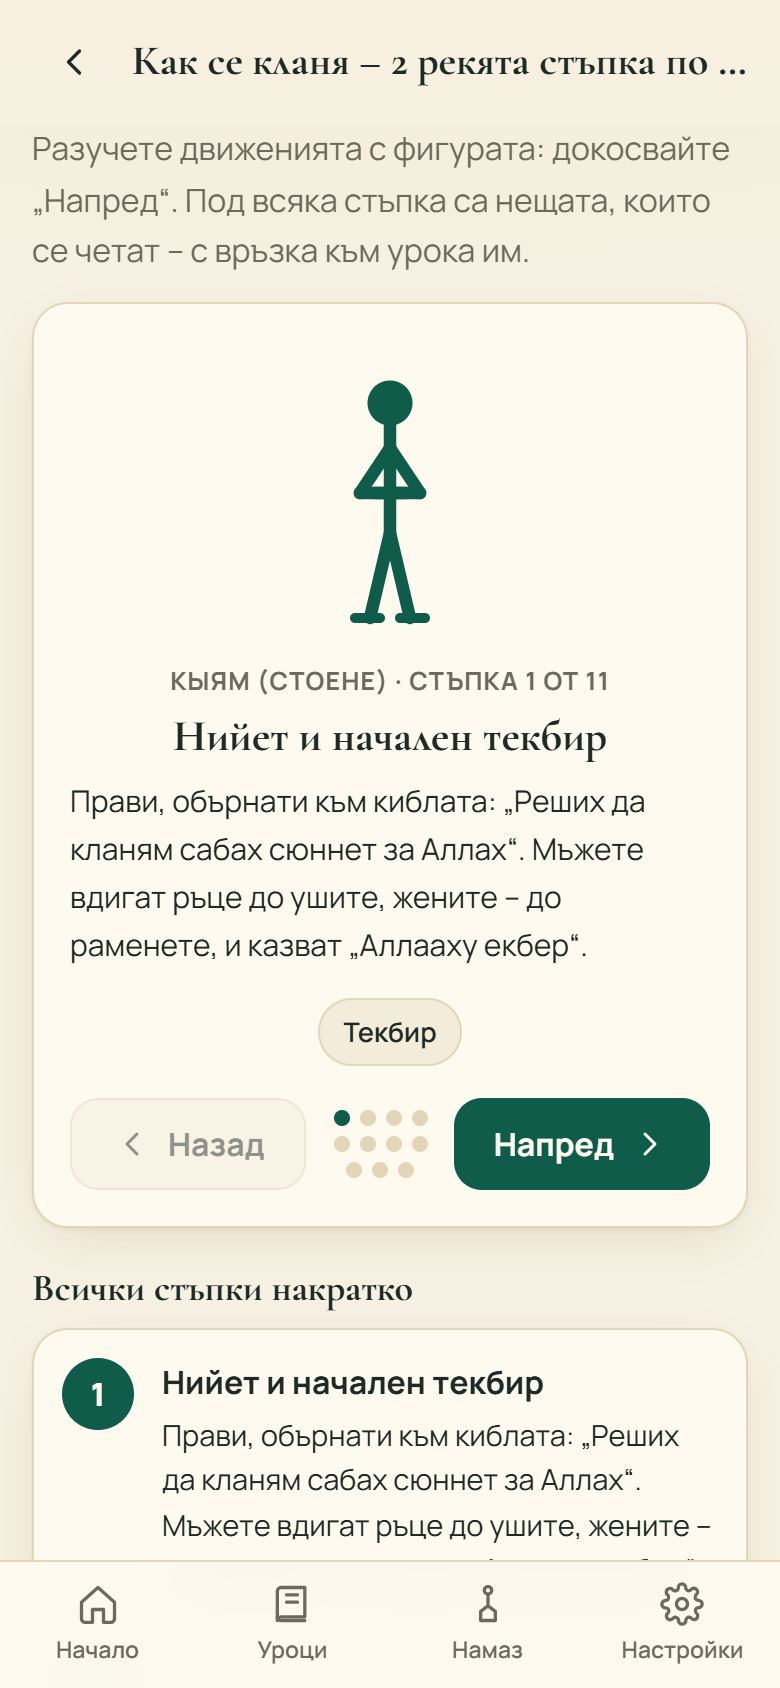 Как се кланя – 2 рекята стъпка по ...
Разучете движенията с фигурата: докосвайте
„Напред“. Под всяка стъпка са нещата, които
се четат – с връзка към урока им.
КЫЯМ (СТОЕНЕ) · СТЪПКА 1 ОТ 11
Нийет и начален текбир
Прави, обърнати към киблата: „Реших да
кланям сабах сюннет за Аллах“. Мъжете
вдигат ръце до ушите, жените – до
раменете, и казват „Аллааху екбер“.
Текбир
Назад
Напред
Всички стъпки накратко
1
Нийет и начален текбир
Прави, обърнати към киблата: „Реших
да кланям сабах сюннет за Аллах“.
Мъжете вдигат ръце до ушите, жените –
Начало
Уроци
Намаз
Настройки